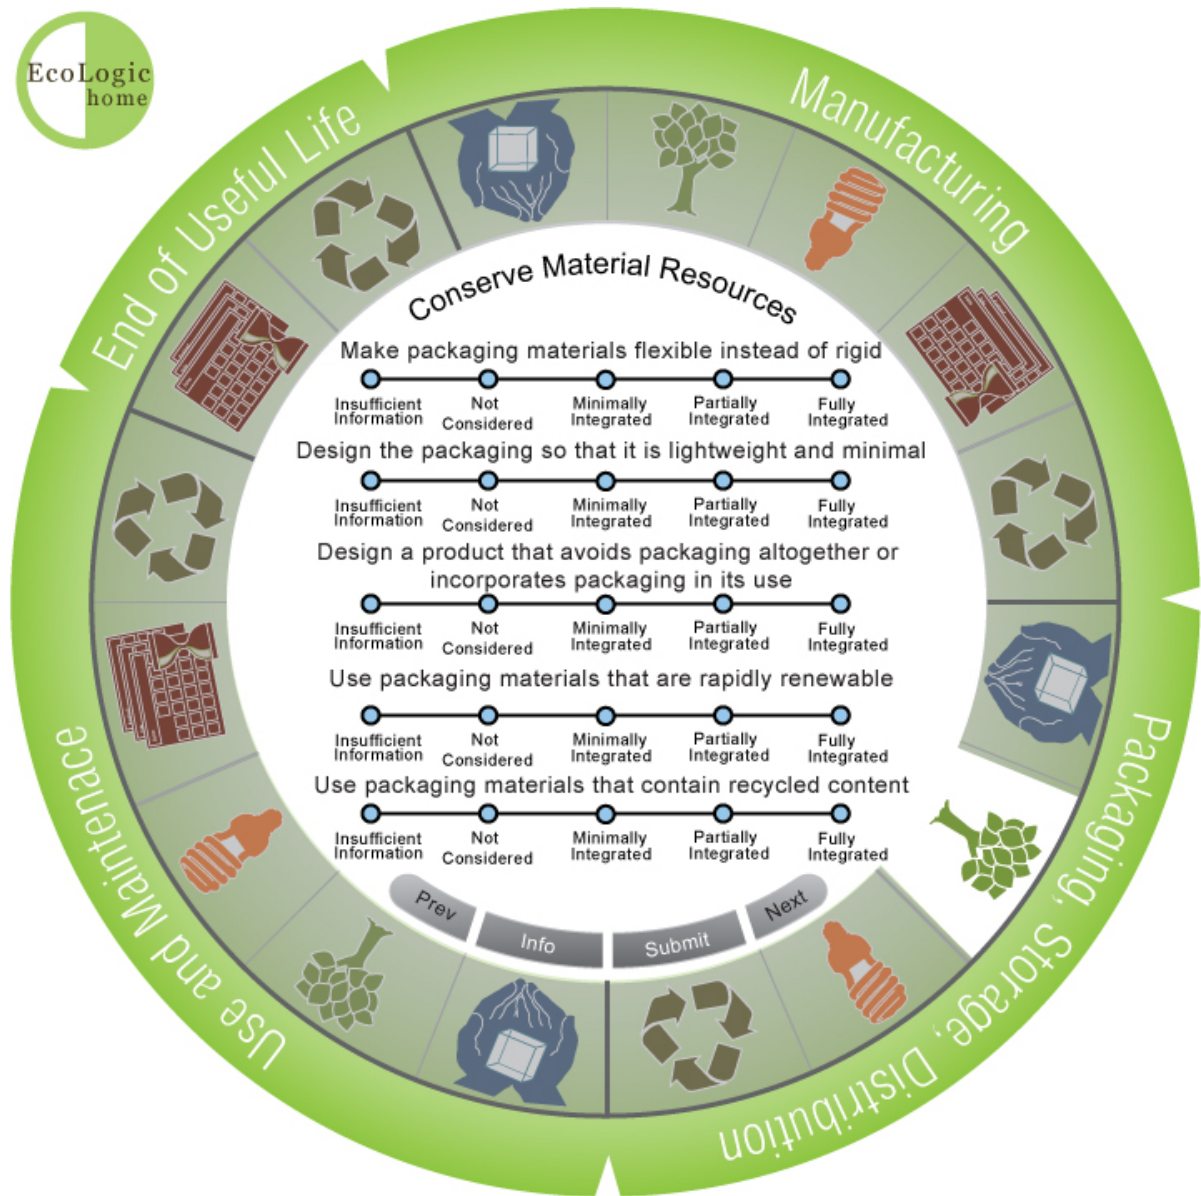 EcoLogic
home
Manufacturing
End of Useful Life
Conserve Material Resources
Make packaging materials flexible instead of rigid
Insufficient Information
Not Considered
Minimally Integrated
Partially Integrated
Fully Integrated
Design the packaging so that it is lightweight and minimal
Insufficient Information
Not Considered
Minimally Integrated
Partially Integrated
Fully Integrated
Design a product that avoids packaging altogether or
incorporates packaging in its use
Insufficient Information
Not Considered
Minimally Integrated
Partially Integrated
Fully Integrated
Use packaging materials that are rapidly renewable
Insufficient Information
Not Considered
Minimally Integrated
Partially Integrated
Fully Integrated
Use packaging materials that contain recycled content
Insufficient Information
Not Considered
Minimally Integrated
Partially Integrated
Fully Integrated
Prev
Info
Submit
Next
Packaging, Storage, Distribution
Use and Maintenace